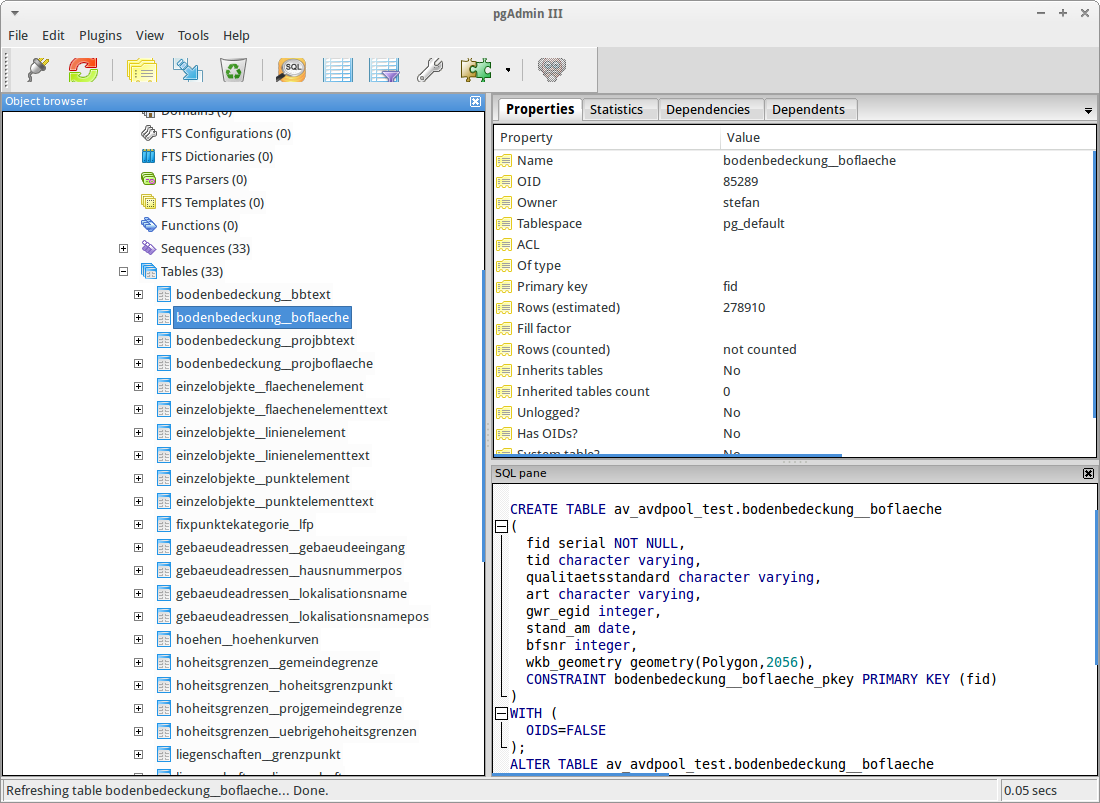 pgAdmin III
File Edit Plugins View Tools Help
SQL
Object browser
Domains (0)
FTS Configurations (0)
FTS Dictionaries (0)
FTS Parsers (0)
FTS Templates (0)
Functions (0)
Sequences (33)
Tables (33)
bodenbedeckung__bbtext
bodenbedeckung__boflaeche
bodenbedeckung__projbbtext
bodenbedeckung__projboflaeche
einzelobjekte__flaechenelement
einzelobjekte__flaechenelementtext
einzelobjekte__linienelement
einzelobjekte__linienelementtext
einzelobjekte__punktelement
einzelobjekte__punktelementtext
fixpunktekategorie__lfp
gebaeudeadressen__gebaeudeeingang
gebaeudeadressen__hausnummerpos
gebaeudeadressen__lokalisationsname
gebaeudeadressen__lokalisationsnamepos
hoehen__hoehenkurven
hoheitsgrenzen__gemeindegrenze
hoheitsgrenzen__hoheitsgrenzpunkt
hoheitsgrenzen__projgemeindegrenze
hoheitsgrenzen__uebrigehoheitsgrenzen
liegenschaften__grenzpunkt
Properties Statistics Dependencies Dependents
Property Value
Name bodenbedeckung__boflaeche
OID 85289
Owner stefan
Tablespace pg_default
ACL
Of type
Primary key fid
Rows (estimated) 278910
Fill factor
Rows (counted) not counted
Inherits tables No
Inherited tables count 0
Unlogged? No
Has OIDs? No
System table? No
SQL pane
CREATE TABLE av_avdpool_test.bodenbedeckung__boflaeche
(
fid serial NOT NULL,
tid character varying,
qualitaetsstandard character varying,
art character varying,
gwr_egid integer,
stand_am date,
bfsnr integer,
wkb_geometry geometry(Polygon,2056),
CONSTRAINT bodenbedeckung__boflaeche_pkey PRIMARY KEY (fid)
)
WITH (
OIDS=FALSE
);
ALTER TABLE av_avdpool_test.bodenbedeckung__boflaeche
Refreshing table bodenbedeckung__boflaeche... Done. 0.05 secs